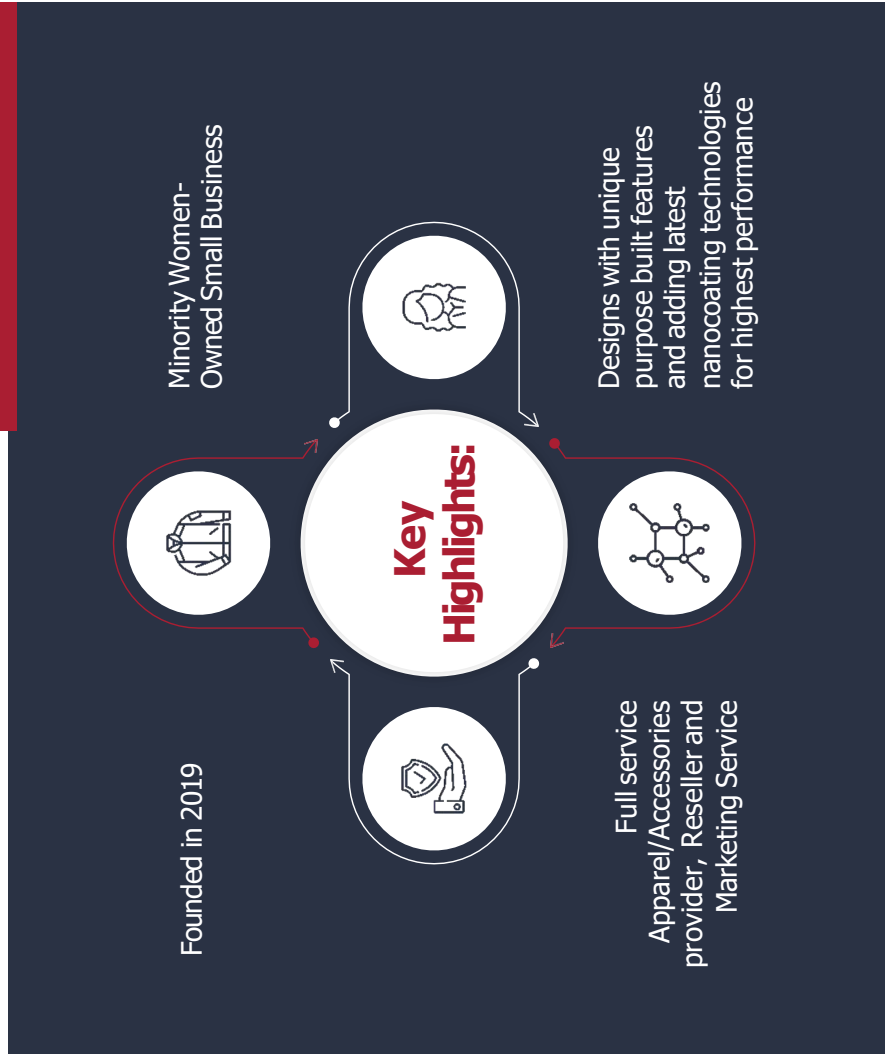 Founded in 2019
Minority Women-
Owned Small Business
Key
Highlights:
Full service
Apparel/Accessories
provider, Reseller and
Marketing Service
Designs with unique
purpose built features
and adding latest
nanocoating technologies
for highest performance